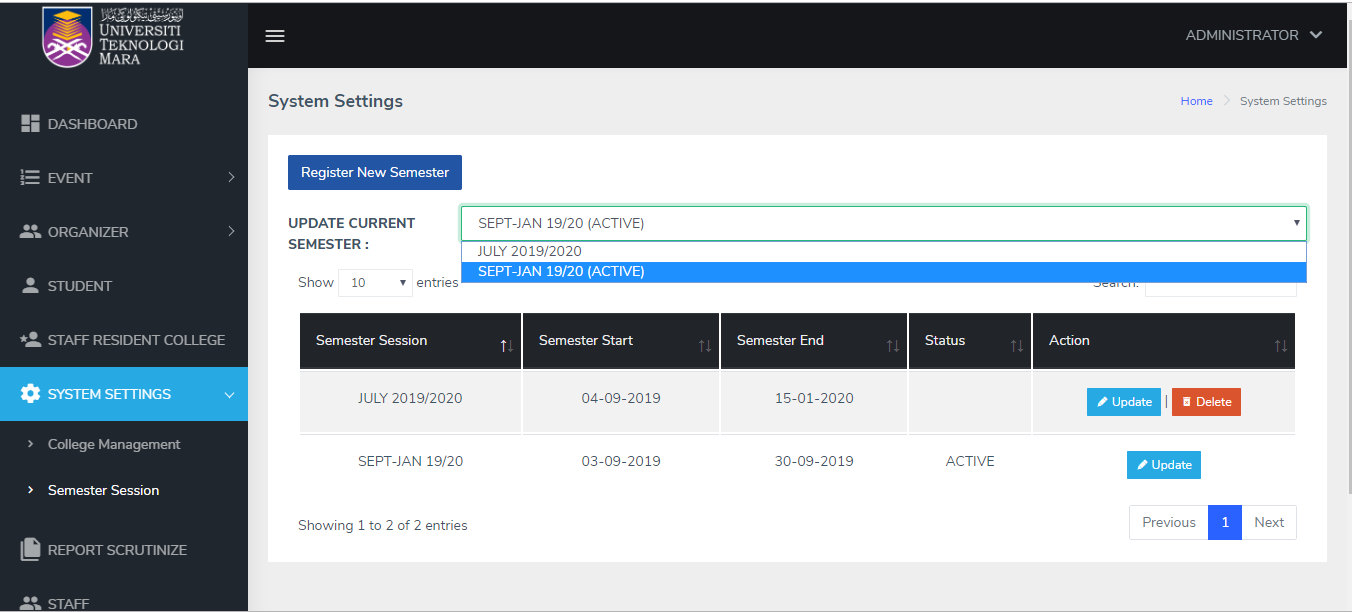 UNIVERSITI
TEKNOLOGI
MARA
ADMINISTRATOR
DASHBOARD
EVENT
ORGANIZER
STUDENT
STAFF RESIDENT COLLEGE
SYSTEM SETTINGS
College Management
Semester Session
REPORT SCRUTINIZE
STAFF
System Settings
Home > System Settings
Register New Semester
UPDATE CURRENT
SEMESTER :
SEPT-JAN 19/20 (ACTIVE)
JULY 2019/2020
SEPT-JAN 19/20 (ACTIVE)
Show 10 entries
Search:
Semester Session Semester Start Semester End Status Action
JULY 2019/2020 04-09-2019 15-01-2020 Update | Delete
SEPT-JAN 19/20 03-09-2019 30-09-2019 ACTIVE Update
Showing 1 to 2 of 2 entries
Previous 1 Next